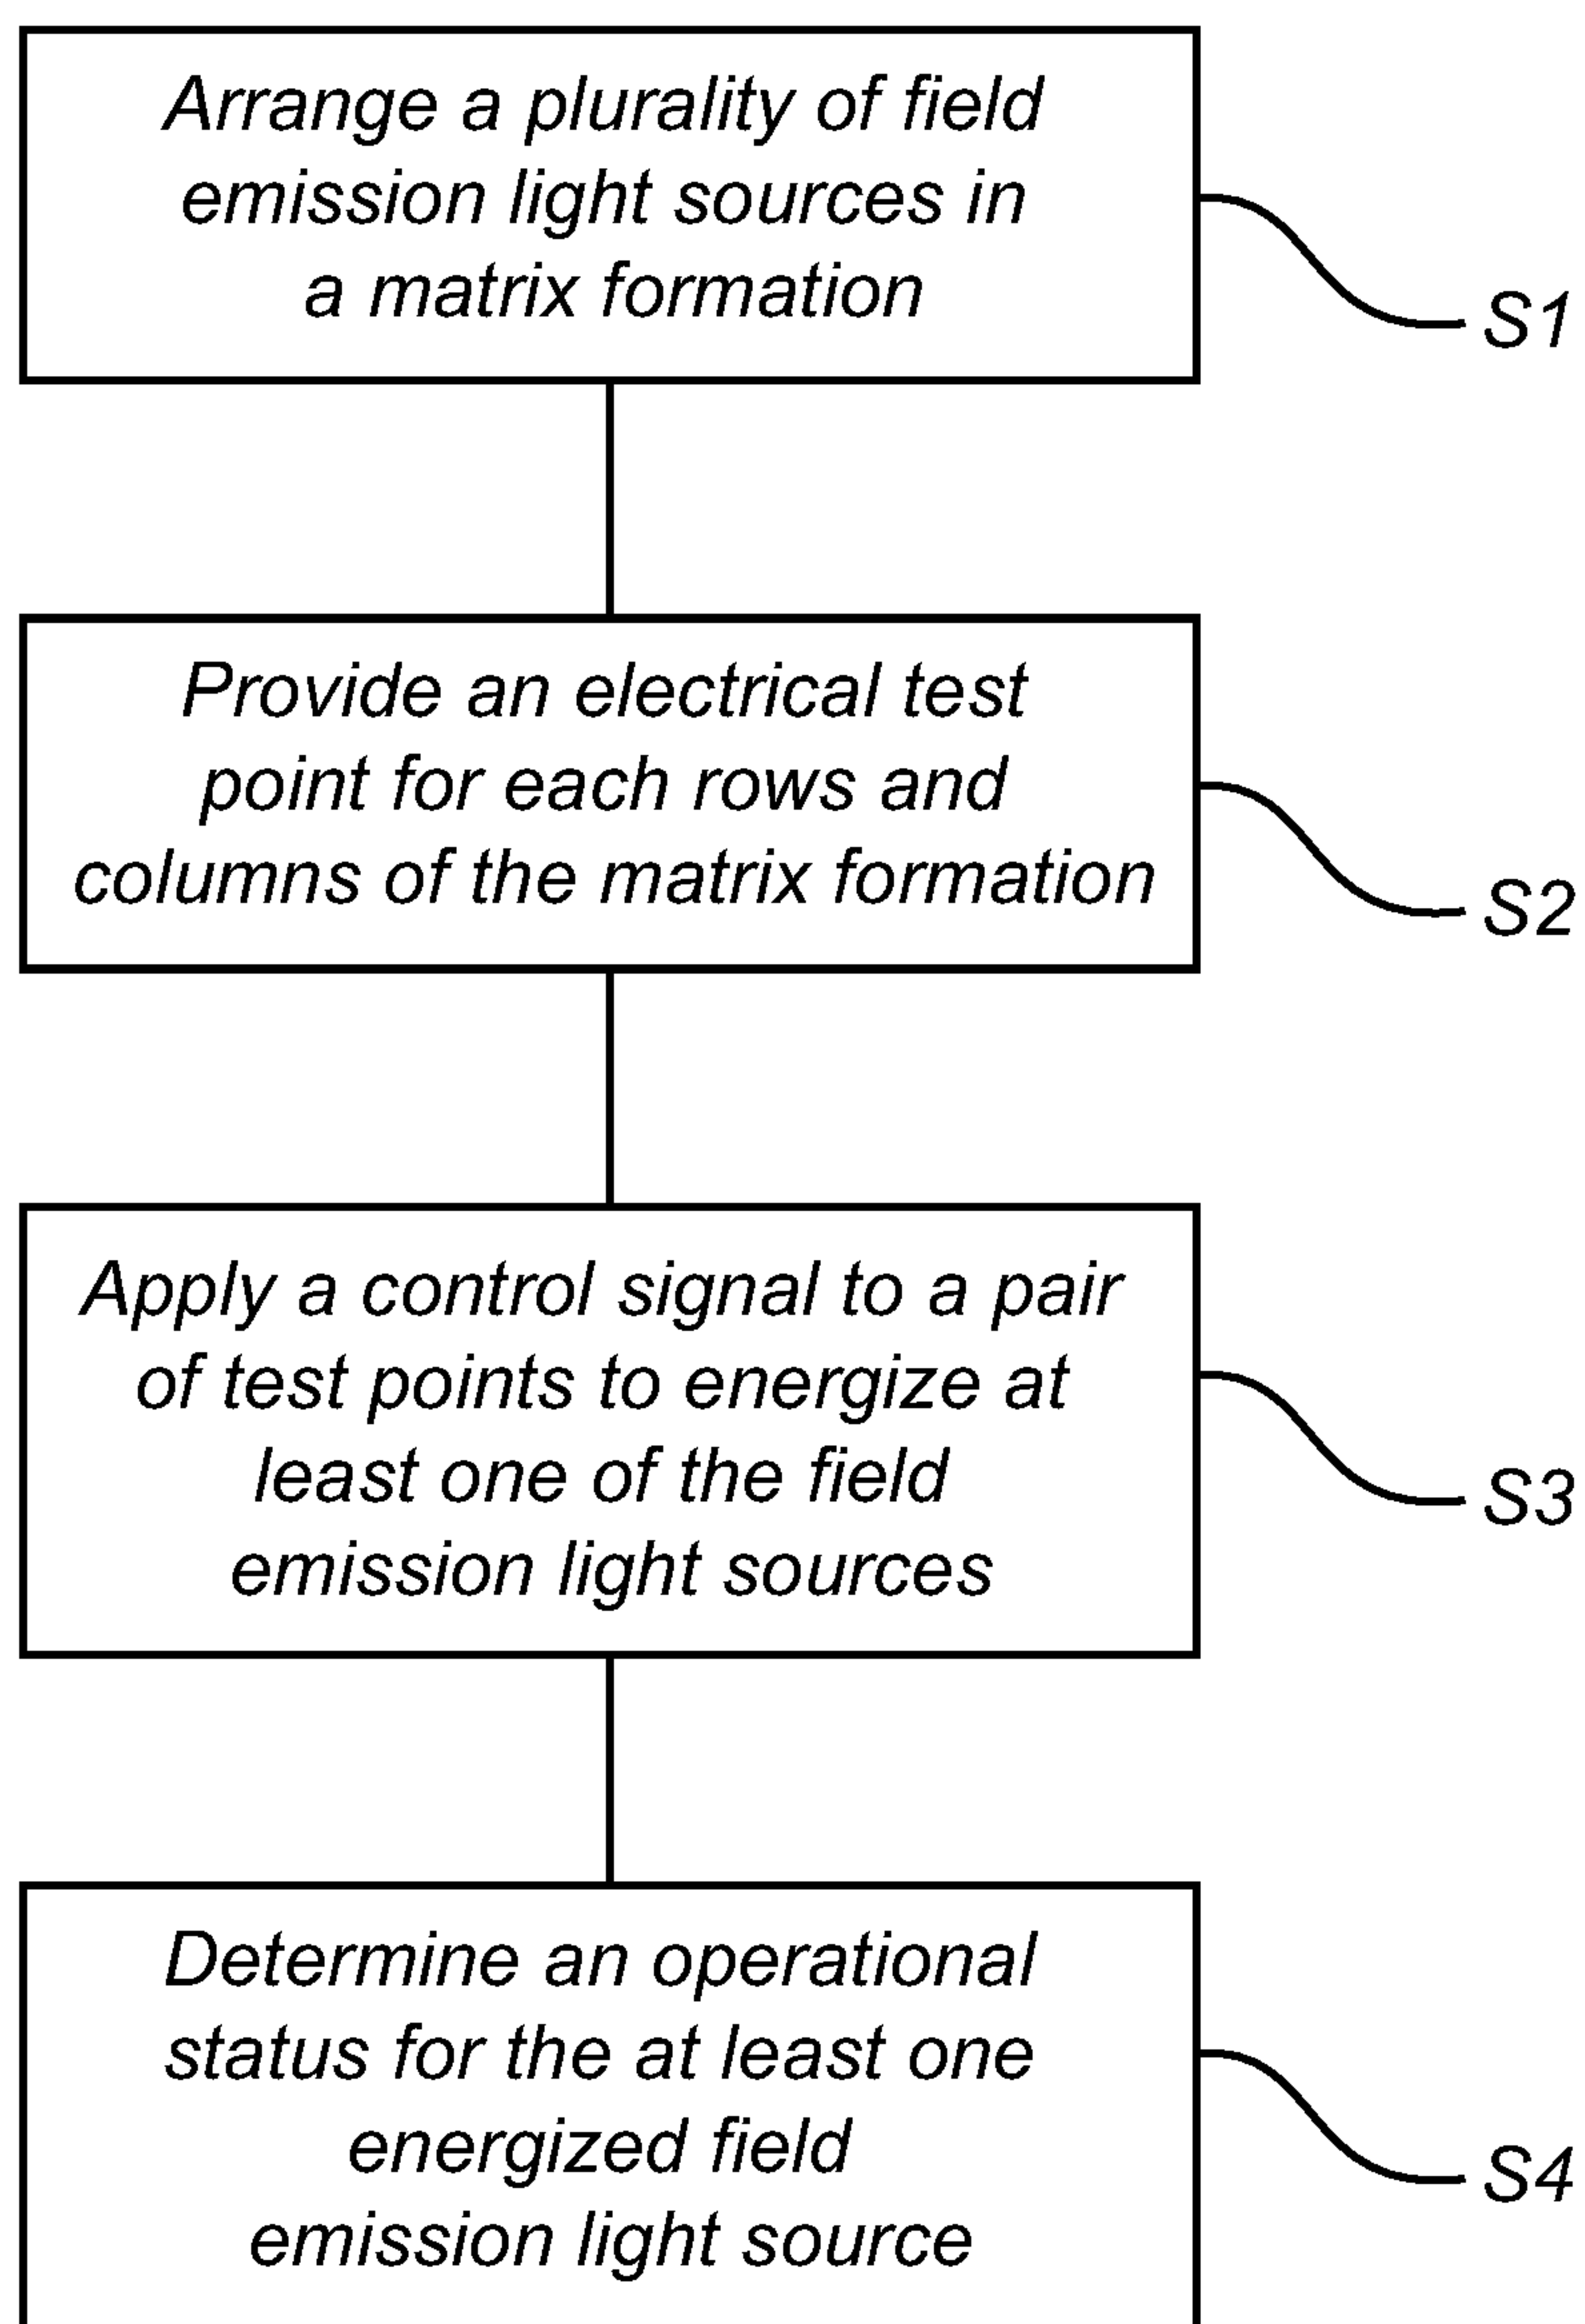 Arrange a plurality of field
emission light sources in
a matrix formation
S1
Provide an electrical test
point for each rows and
columns of the matrix formation
S2
Apply a control signal to a pair
of test points to energize at
least one of the field
emission light sources
S3
Determine an operational
status for the at least one
energized field
emission light source
S4